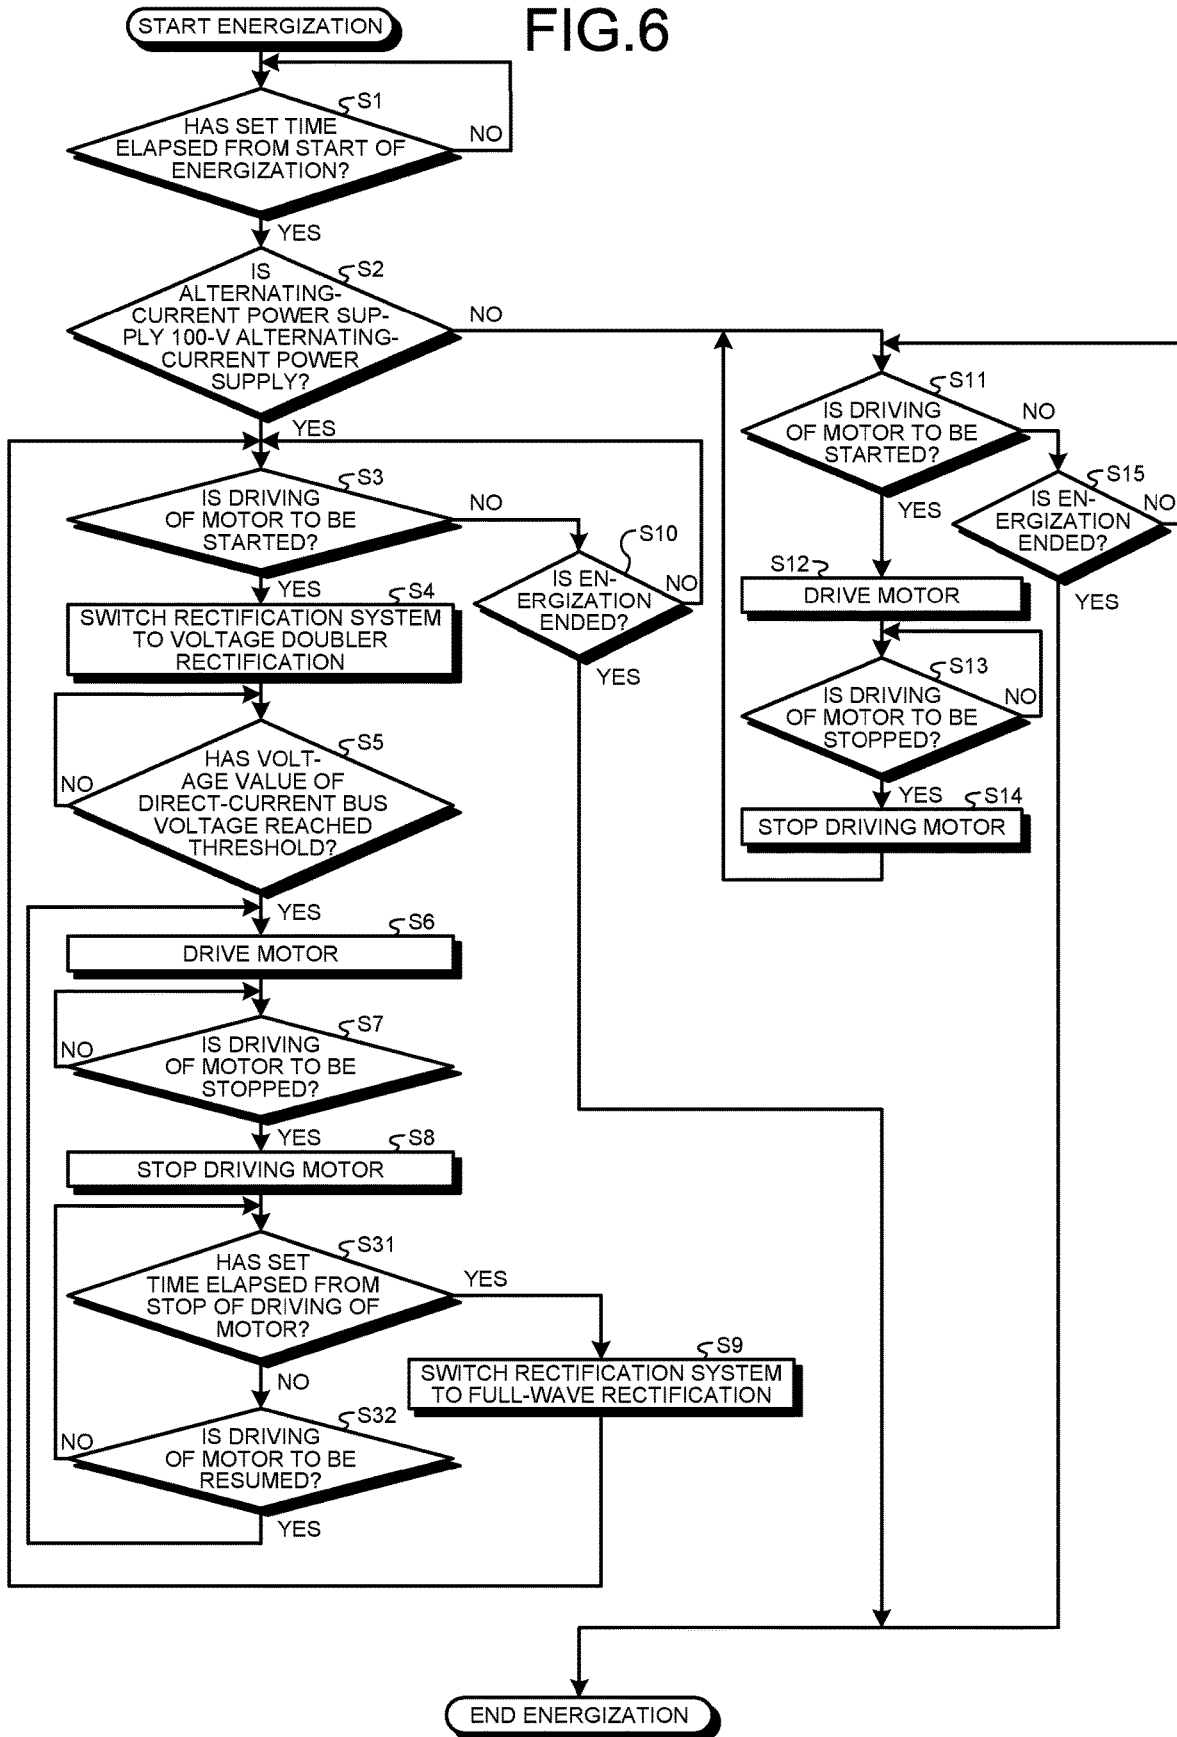 FIG.6
START ENERGIZATION
S1
HAS SET TIME
ELAPSED FROM START OF
ENERGIZATION?
NO
YES
S2
IS
ALTERNATING-
CURRENT POWER SUP-
PLY 100-V ALTERNATING-
CURRENT POWER
SUPPLY?
NO
YES
S3
IS DRIVING
OF MOTOR TO BE
STARTED?
NO
YES
S10
IS EN-
ERGIZATION
ENDED?
NO
YES
S4
SWITCH RECTIFICATION SYSTEM
TO VOLTAGE DOUBLER
RECTIFICATION
S5
HAS VOLT-
AGE VALUE OF
DIRECT-CURRENT BUS
VOLTAGE REACHED
THRESHOLD?
NO
YES
S6
DRIVE MOTOR
S7
IS DRIVING
OF MOTOR TO BE
STOPPED?
NO
YES
S8
STOP DRIVING MOTOR
S31
HAS SET
TIME ELAPSED FROM
STOP OF DRIVING OF
MOTOR?
YES
NO
S9
SWITCH RECTIFICATION SYSTEM
TO FULL-WAVE RECTIFICATION
S32
IS DRIVING
OF MOTOR TO BE
RESUMED?
NO
YES
S11
IS DRIVING
OF MOTOR TO BE
STARTED?
NO
YES
S15
IS EN-
ERGIZATION
ENDED?
NO
YES
S12
DRIVE MOTOR
S13
IS DRIVING
OF MOTOR TO BE
STOPPED?
NO
YES
S14
STOP DRIVING MOTOR
END ENERGIZATION